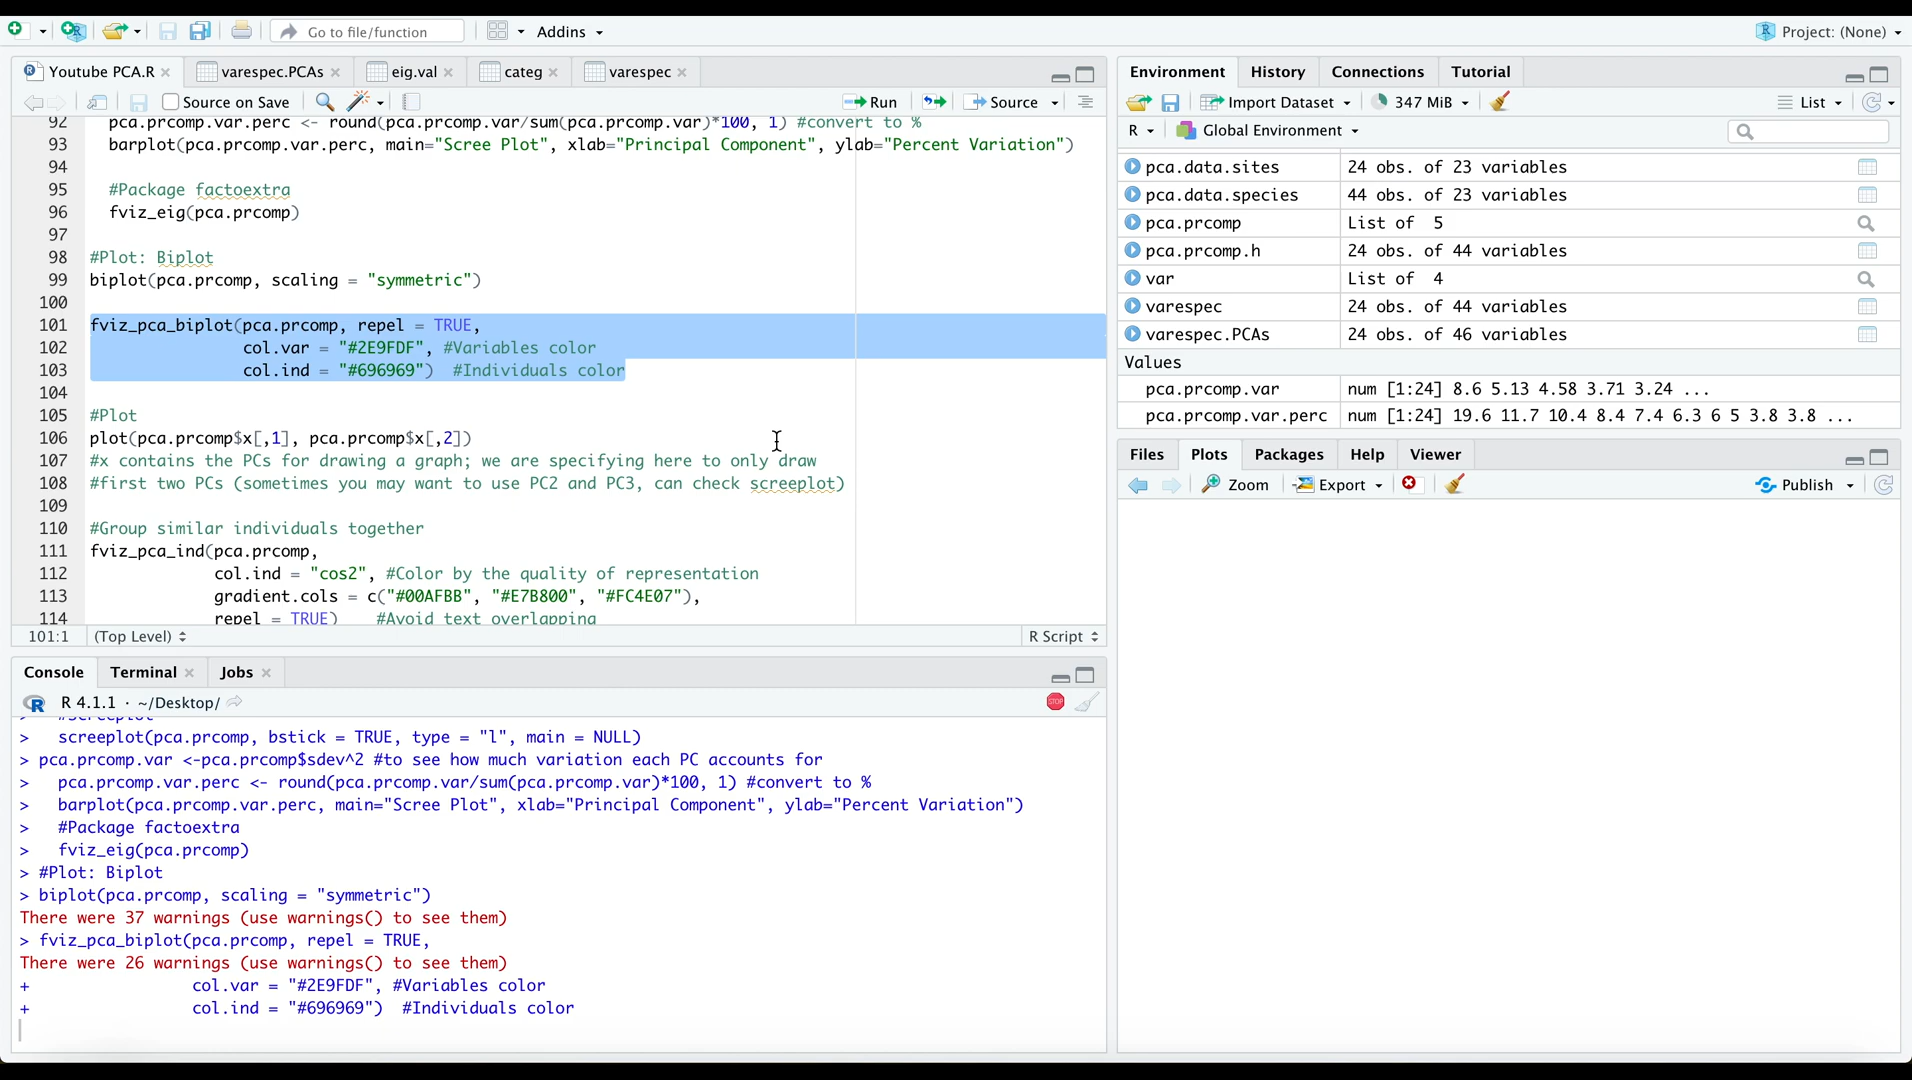 Go to file/function
Addins
Project: (None)
Youtube PCA.R
varespec.PCAs
eig.val
categ
varespec
Source on Save
Run
Source
92 pca.prcomp.var.perc <- round(pca.prcomp.var/sum(pca.prcomp.var)*100, 1) #convert to %
93 barplot(pca.prcomp.var.perc, main="Scree Plot", xlab="Principal Component", ylab="Percent Variation")
94
95 #Package factoextra
96 fviz_eig(pca.prcomp)
97
98 #Plot: Biplot
99 biplot(pca.prcomp, scaling = "symmetric")
100
101 fviz_pca_biplot(pca.prcomp, repel = TRUE,
102 col.var = "#2E9FDF", #Variables color
103 col.ind = "#696969") #Individuals color
104
105 #Plot
106 plot(pca.prcomp$x[,1], pca.prcomp$x[,2])
107 #x contains the PCs for drawing a graph; we are specifying here to only draw
108 #first two PCs (sometimes you may want to use PC2 and PC3, can check screeplot)
109
110 #Group similar individuals together
111 fviz_pca_ind(pca.prcomp,
112 col.ind = "cos2", #Color by the quality of representation
113 gradient.cols = c("#00AFBB", "#E7B800", "#FC4E07"),
114 repel = TRUE) #Avoid text overlapping
101:1 (Top Level) R Script
Console Terminal Jobs
R 4.1.1 · ~/Desktop/
STOP
> #Screeplot
> screeplot(pca.prcomp, bstick = TRUE, type = "l", main = NULL)
> pca.prcomp.var <-pca.prcomp$sdev^2 #to see how much variation each PC accounts for
> pca.prcomp.var.perc <- round(pca.prcomp.var/sum(pca.prcomp.var)*100, 1) #convert to %
> barplot(pca.prcomp.var.perc, main="Scree Plot", xlab="Principal Component", ylab="Percent Variation")
> #Package factoextra
> fviz_eig(pca.prcomp)
> #Plot: Biplot
> biplot(pca.prcomp, scaling = "symmetric")
There were 37 warnings (use warnings() to see them)
> fviz_pca_biplot(pca.prcomp, repel = TRUE,
There were 26 warnings (use warnings() to see them)
+ col.var = "#2E9FDF", #Variables color
+ col.ind = "#696969") #Individuals color
Environment History Connections Tutorial
Import Dataset 347 MiB List
R Global Environment
pca.data.sites 24 obs. of 23 variables
pca.data.species 44 obs. of 23 variables
pca.prcomp List of 5
pca.prcomp.h 24 obs. of 44 variables
var List of 4
varespec 24 obs. of 44 variables
varespec.PCAs 24 obs. of 46 variables
Values
pca.prcomp.var num [1:24] 8.6 5.13 4.58 3.71 3.24 ...
pca.prcomp.var.perc num [1:24] 19.6 11.7 10.4 8.4 7.4 6.3 6 5 3.8 3.8 ...
Files Plots Packages Help Viewer
Zoom Export Publish